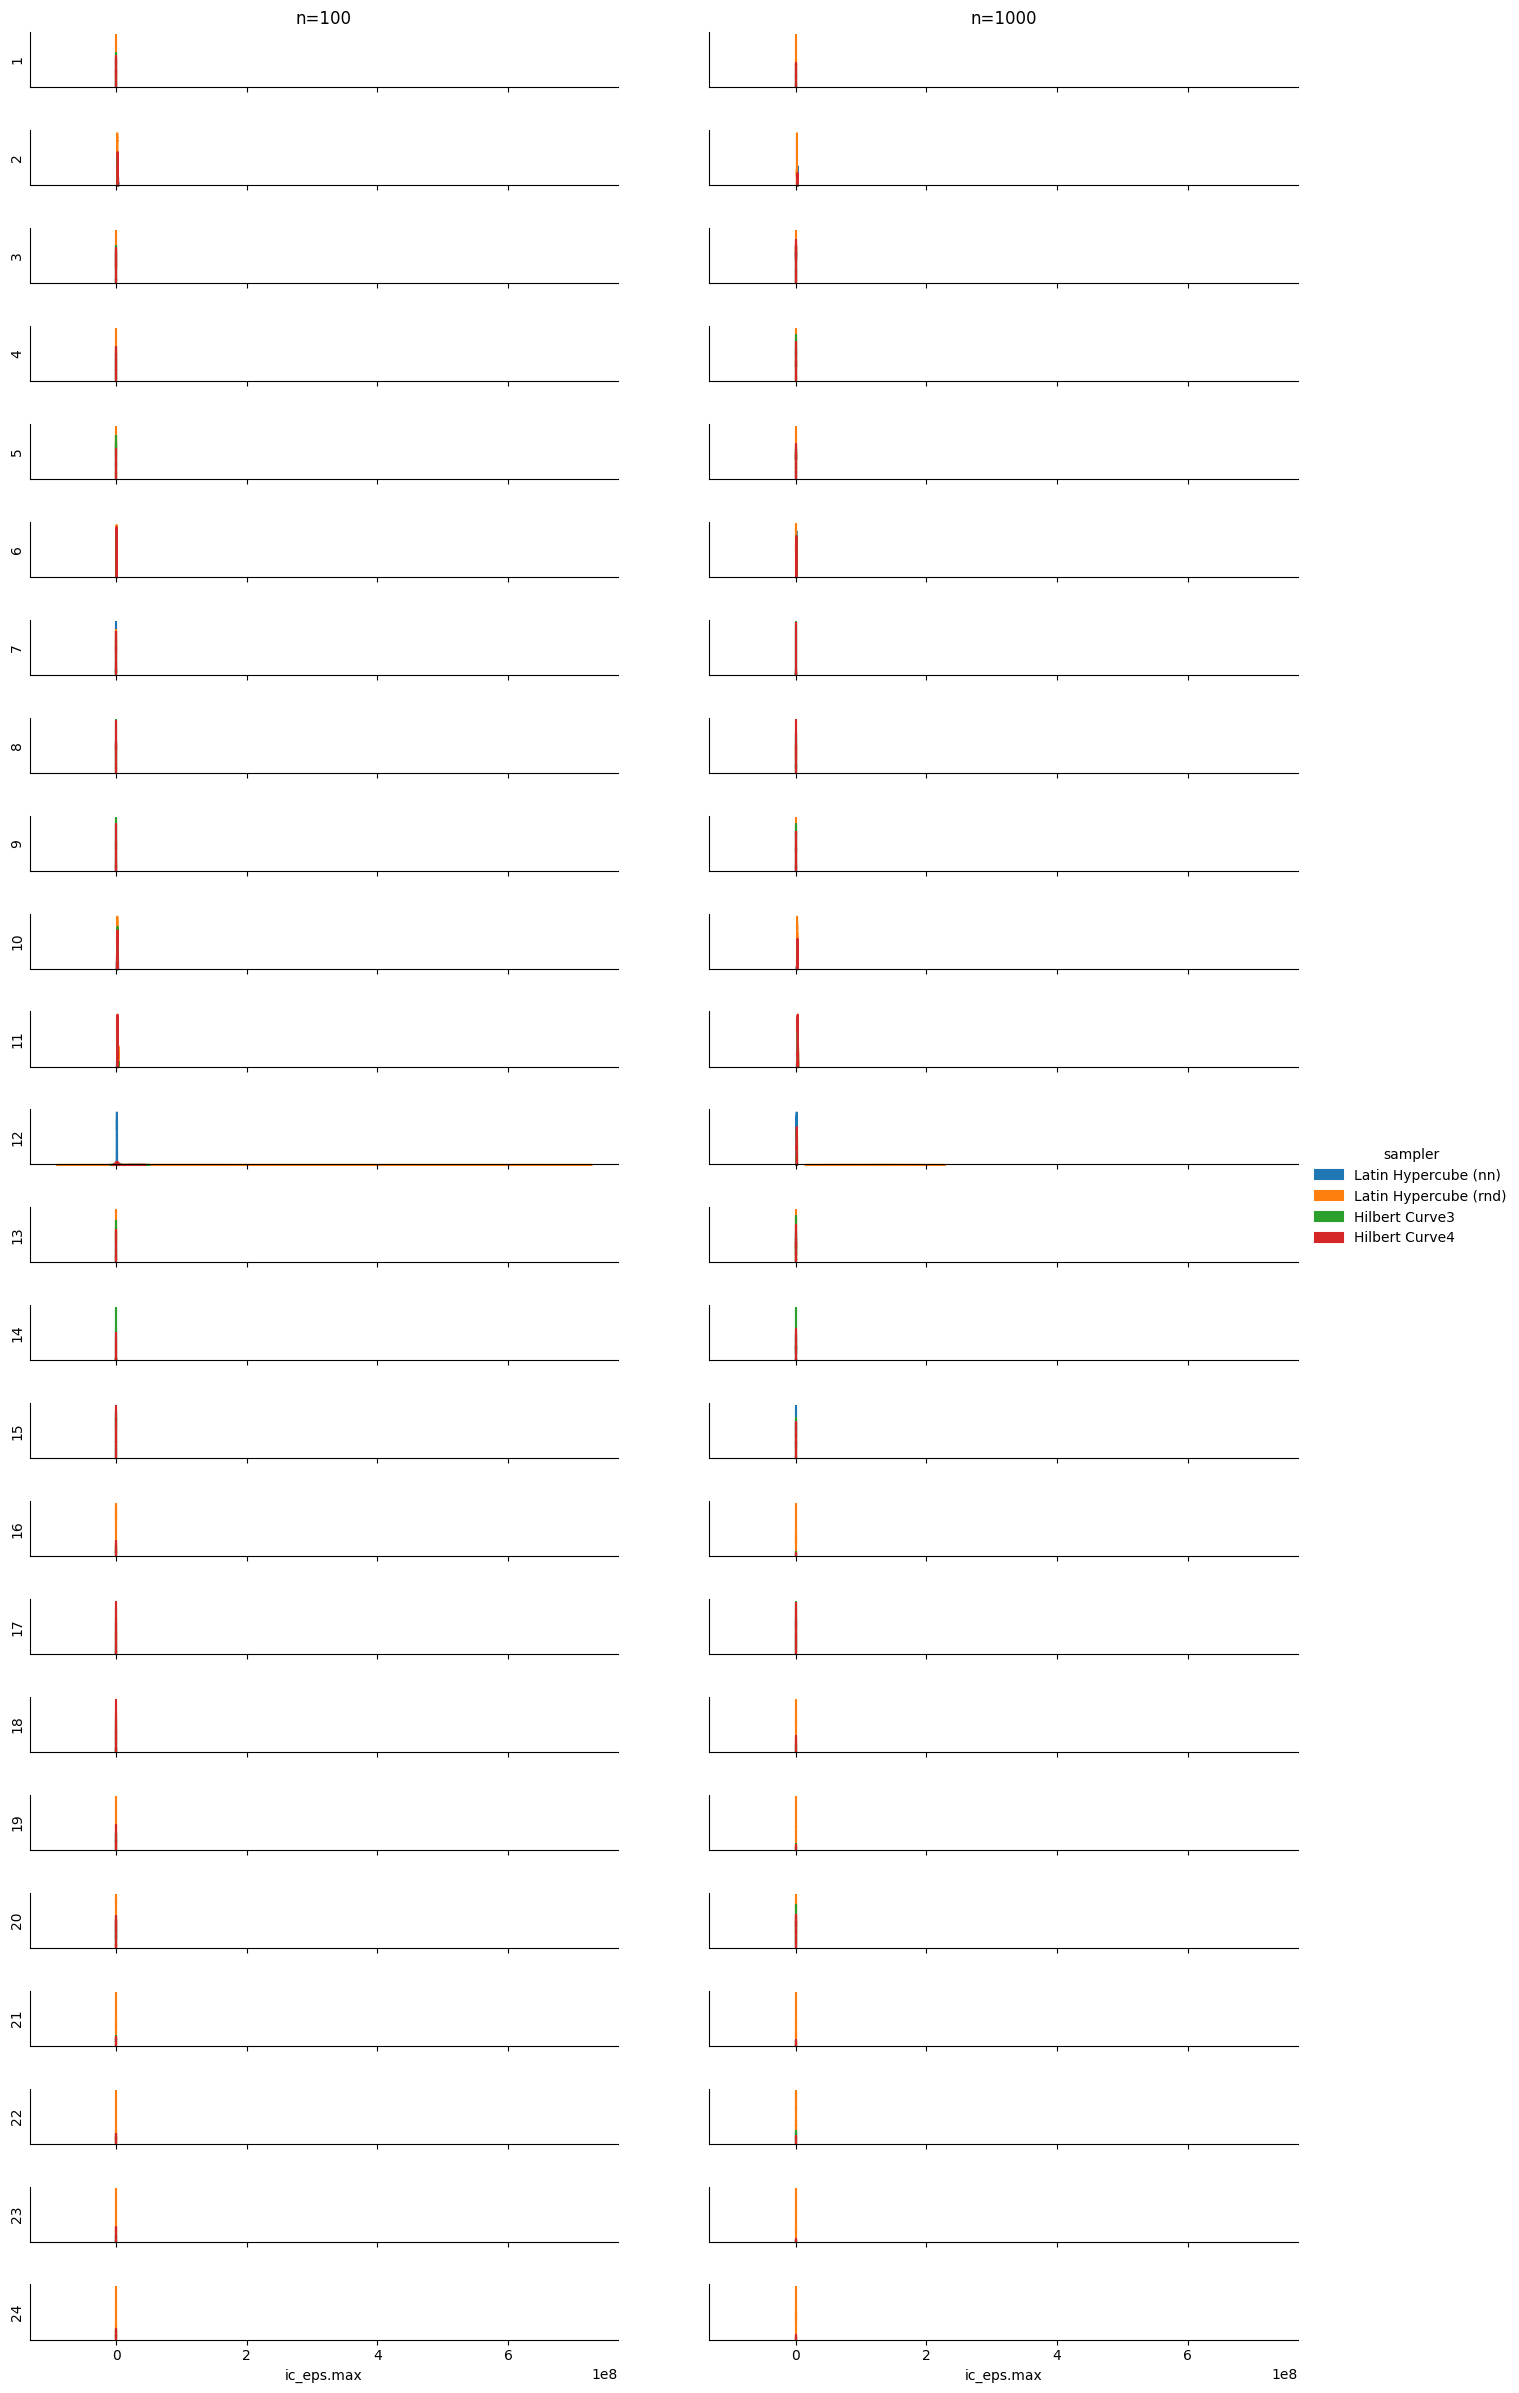 n=100
n=1000
1
2
3
4
5
6
7
8
9
10
11
12
sampler
Latin Hypercube (nn)
Latin Hypercube (rnd)
Hilbert Curve3
Hilbert Curve4
13
14
15
16
17
18
19
20
21
22
23
24
0 2 4 6
1e8
ic_eps.max
0 2 4 6
1e8
ic_eps.max